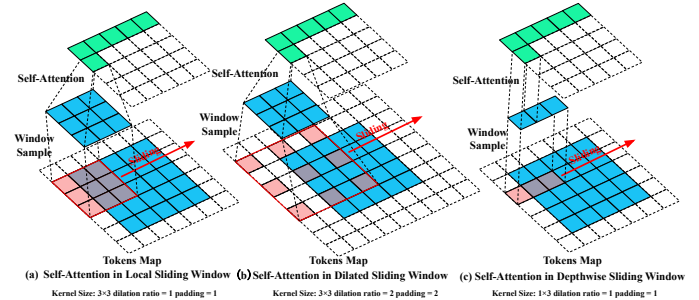 Self-Attention
Window
Sample
Sliding
Tokens Map
(a) Self-Attention in Local Sliding Window
Kernel Size: 3×3 dilation ratio = 1 padding = 1
Self-Attention
Window
Sample
Sliding
Tokens Map
(b) Self-Attention in Dilated Sliding Window
Kernel Size: 3×3 dilation ratio = 2 padding = 2
Self-Attention
Window
Sample
Sliding
Tokens Map
(c) Self-Attention in Depthwise Sliding Window
Kernel Size: 1×3 dilation ratio = 1 padding = 1